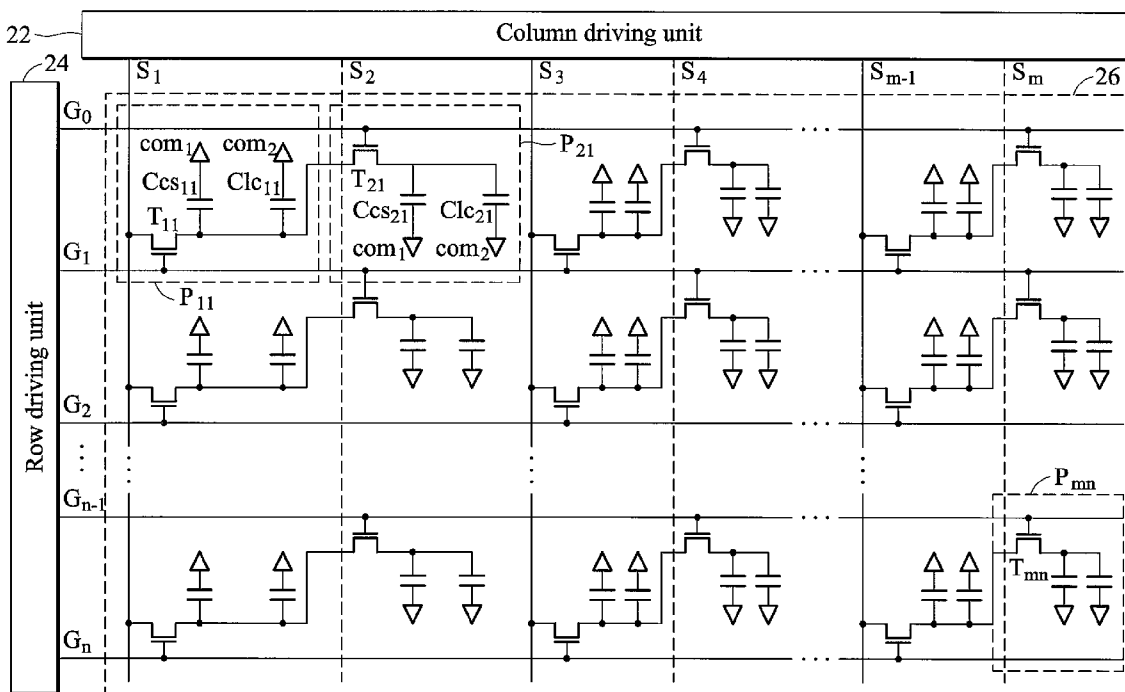 22
Column driving unit
24
S1
S2
S3
S4
Sm-1
Sm
26
G0
com1
com2
P21
Ccs11
Clc11
T21
Ccs21
Clc21
T11
com1
com2
G1
P11
Row driving unit
G2
...
...
...
...
Pmn
Gn-1
...
Tmn
Gn
...